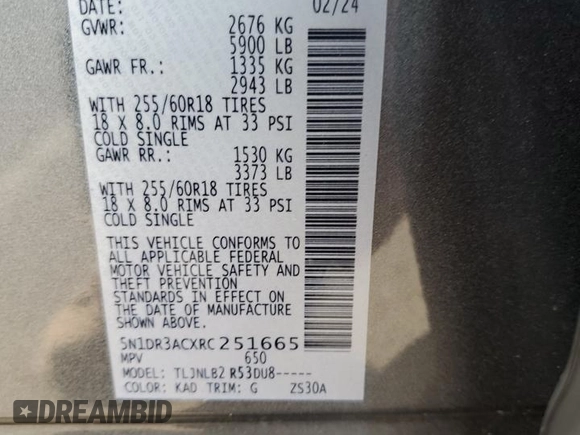 DATE: 02/24
GVWR: 2676 KG
5900 LB
GAWR FR.: 1335 KG
2943 LB
WITH 255/60R18 TIRES
18 X 8.0 RIMS AT 33 PSI
COLD SINGLE
GAWR RR.: 1530 KG
3373 LB
WITH 255/60R18 TIRES
18 X 8.0 RIMS AT 33 PSI
COLD SINGLE
THIS VEHICLE CONFORMS TO
ALL APPLICABLE FEDERAL
MOTOR VEHICLE SAFETY AND
THEFT PREVENTION
STANDARDS IN EFFECT ON
THE DATE OF MANUFACTURE
SHOWN ABOVE.
5N1DR3ACXRC251665
MPV 650
MODEL: TLJNLB2 R53DU8-----
COLOR: KAD TRIM: G ZS30A
DREAMBID